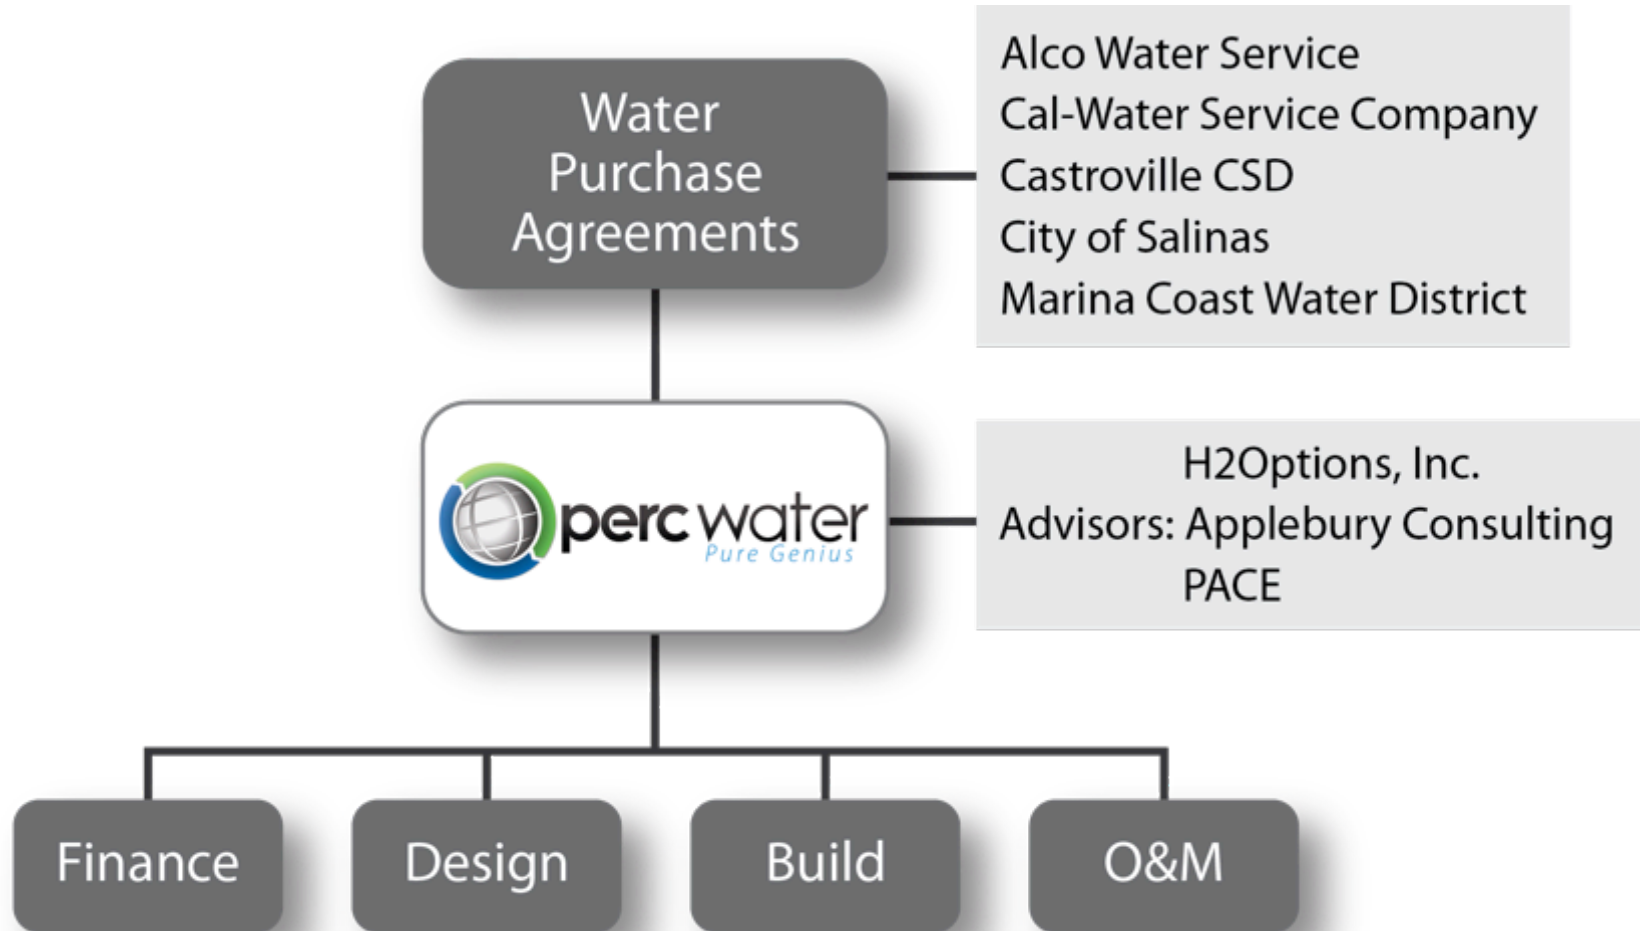 Water
Purchase
Agreements
Alco Water Service
Cal-Water Service Company
Castroville CSD
City of Salinas
Marina Coast Water District
perc water
Pure Genius
H2Options, Inc.
Advisors: Applebury Consulting
PACE
Finance
Design
Build
O&M